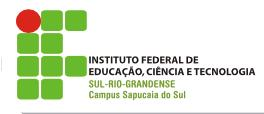 INSTITUTO FEDERAL DE
EDUCAÇÃO, CIÊNCIA E TECNOLOGIA
SUL-RIO-GRANDENSE
Campus Sapucaia do Sul